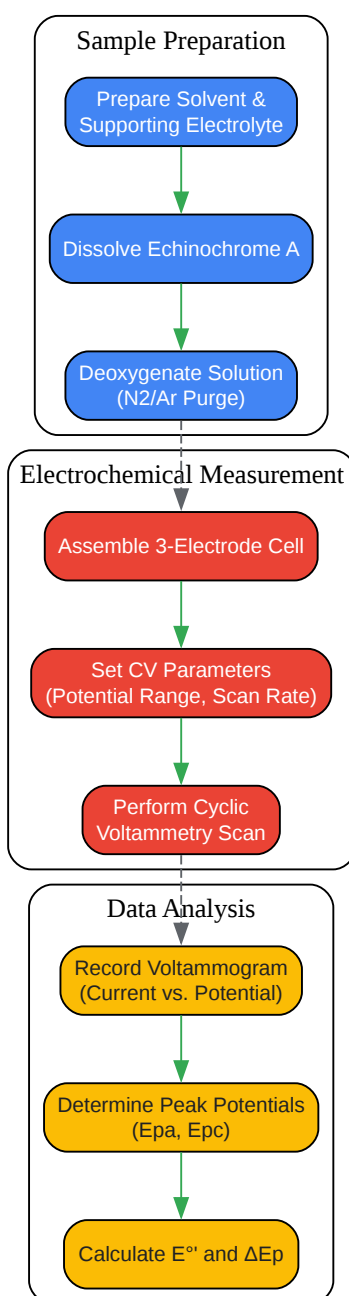 Sample Preparation
Prepare Solvent &
Supporting Electrolyte
Dissolve Echinochrome A
Deoxygenate Solution
(N2/Ar Purge)
Electrochemical Measurement
Assemble 3-Electrode Cell
Set CV Parameters
(Potential Range, Scan Rate)
Perform Cyclic
Voltammetry Scan
Data Analysis
Record Voltammogram
(Current vs. Potential)
Determine Peak Potentials
(Epa, Epc)
Calculate E°' and ΔEp